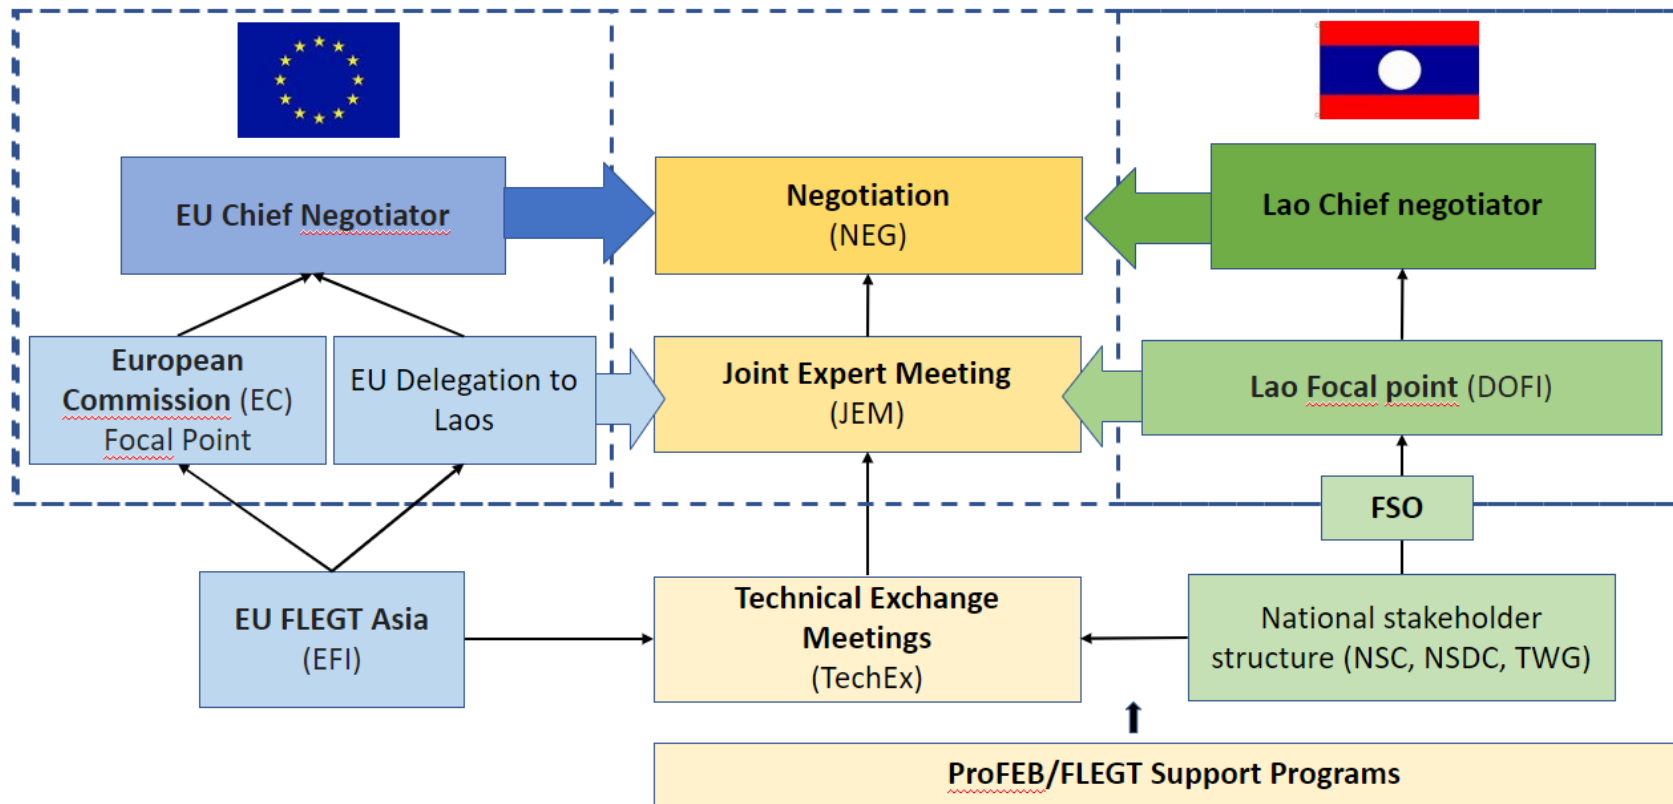 EU Chief Negotiator
Negotiation
(NEG)
Lao Chief negotiator
European
Commission (EC)
Focal Point
EU Delegation to
Laos
Joint Expert Meeting
(JEM)
Lao Focal point (DOFI)
FSO
EU FLEGT Asia
(EFI)
Technical Exchange
Meetings
(TechEx)
National stakeholder
structure (NSC, NSDC, TWG)
ProFEB/FLEGT Support Programs